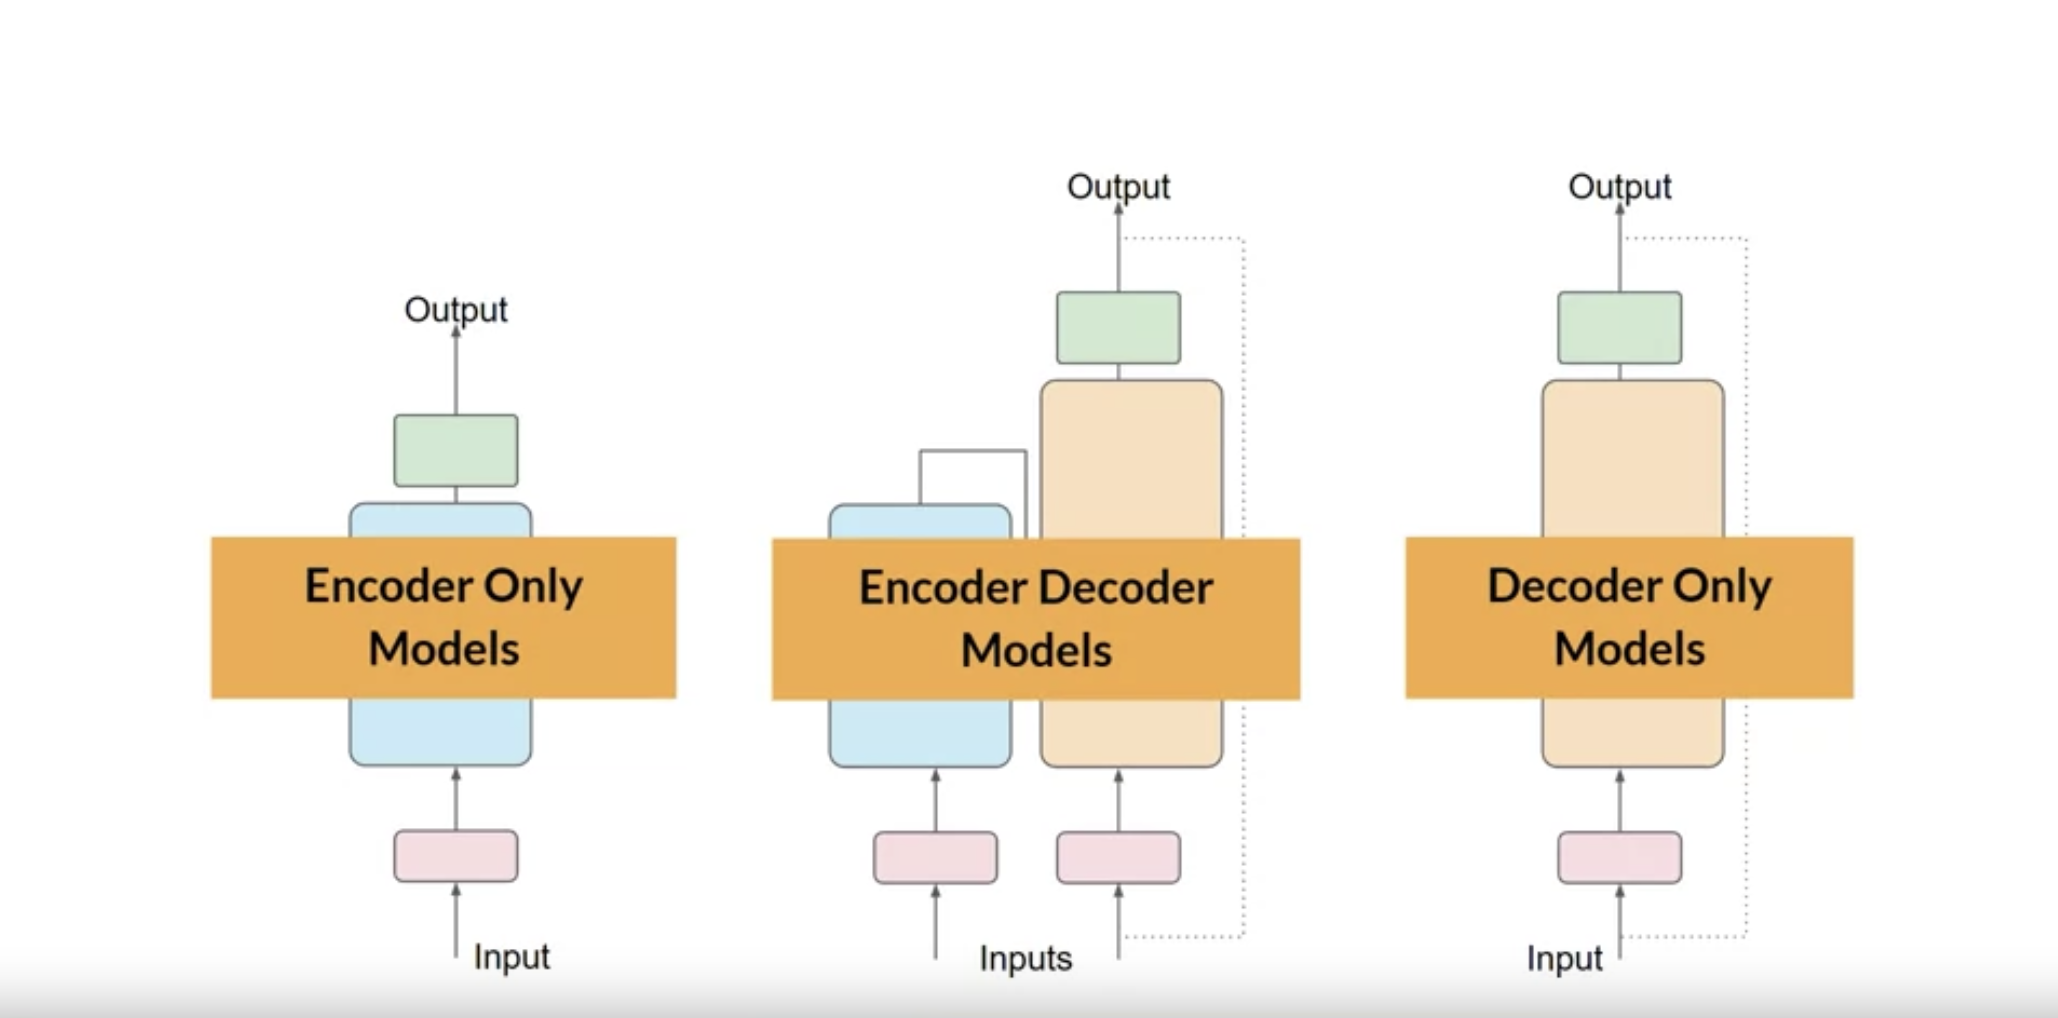 Output
Output
Output
Encoder Only
Models
Encoder Decoder
Models
Decoder Only
Models
Input
Inputs
Input